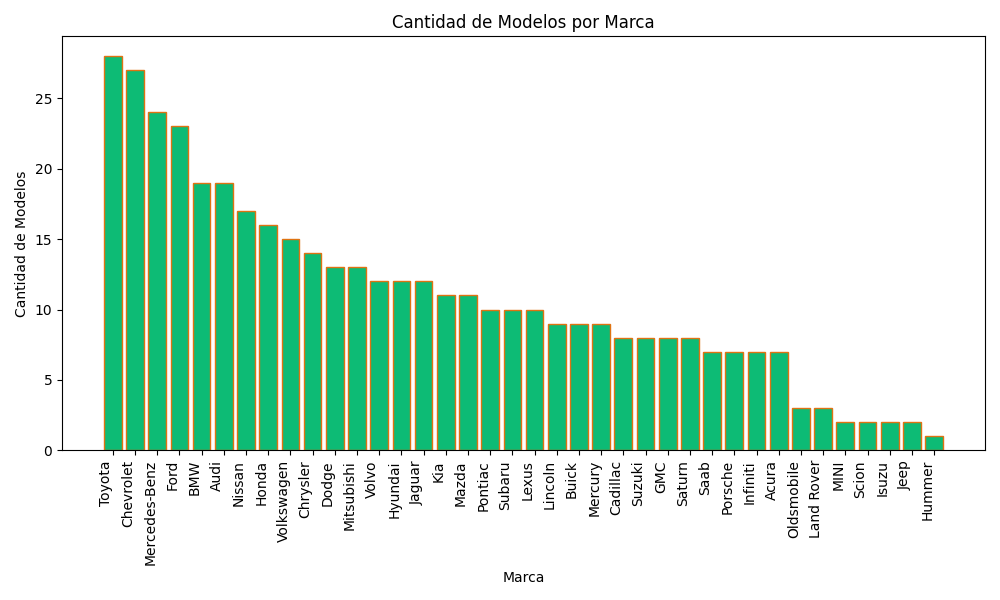 Cantidad de Modelos por Marca
Cantidad de Modelos
25
20
15
10
5
0
Toyota
Chevrolet
Mercedes-Benz
Ford
BMW
Audi
Nissan
Honda
Volkswagen
Chrysler
Dodge
Mitsubishi
Volvo
Hyundai
Jaguar
Kia
Mazda
Pontiac
Subaru
Lexus
Lincoln
Buick
Mercury
Cadillac
Suzuki
GMC
Saturn
Saab
Porsche
Infiniti
Acura
Oldsmobile
Land Rover
MINI
Scion
Isuzu
Jeep
Hummer
Marca